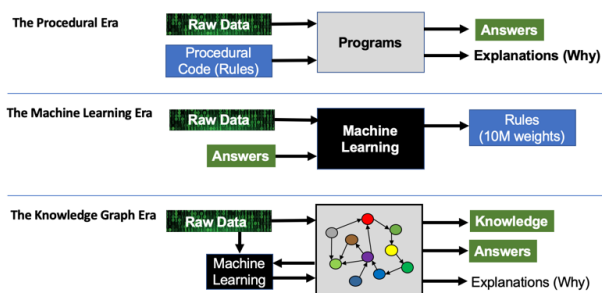 The Procedural Era
Raw Data
Procedural
Code (Rules)
Programs
Answers
Explanations (Why)
The Machine Learning Era
Raw Data
Answers
Machine
Learning
Rules
(10M weights)
The Knowledge Graph Era
Raw Data
Machine
Learning
Knowledge
Answers
Explanations (Why)